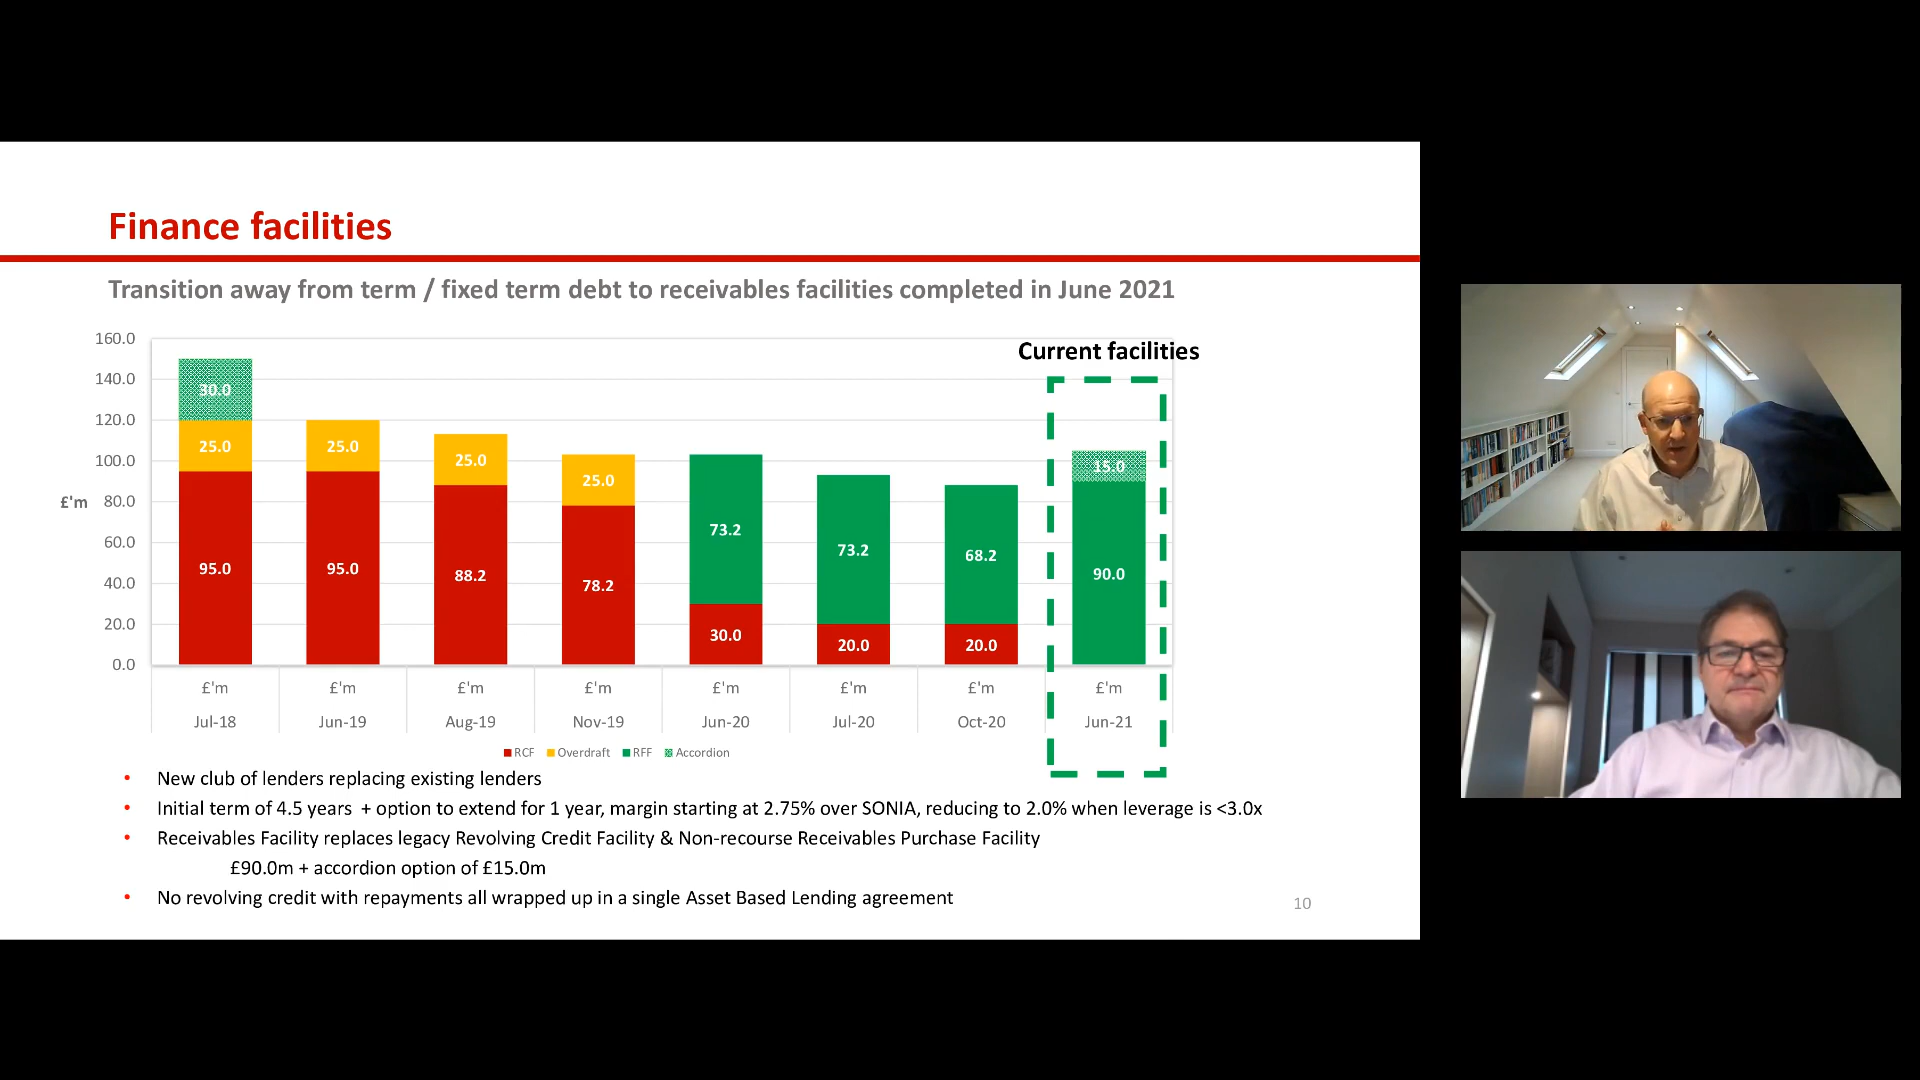 Finance facilities
Transition away from term / fixed term debt to receivables facilities completed in June 2021
Current facilities
£'m
160.0
140.0
120.0
100.0
80.0
60.0
40.0
20.0
0.0
30.0
25.0
95.0
25.0
95.0
25.0
88.2
25.0
78.2
73.2
30.0
73.2
20.0
68.2
20.0
15.0
90.0
£'m £'m £'m £'m £'m £'m £'m £'m
Jul-18 Jun-19 Aug-19 Nov-19 Jun-20 Jul-20 Oct-20 Jun-21
RCF Overdraft RFF Accordion
• New club of lenders replacing existing lenders
• Initial term of 4.5 years + option to extend for 1 year, margin starting at 2.75% over SONIA, reducing to 2.0% when leverage is <3.0x
• Receivables Facility replaces legacy Revolving Credit Facility & Non-recourse Receivables Purchase Facility
£90.0m + accordion option of £15.0m
• No revolving credit with repayments all wrapped up in a single Asset Based Lending agreement
10